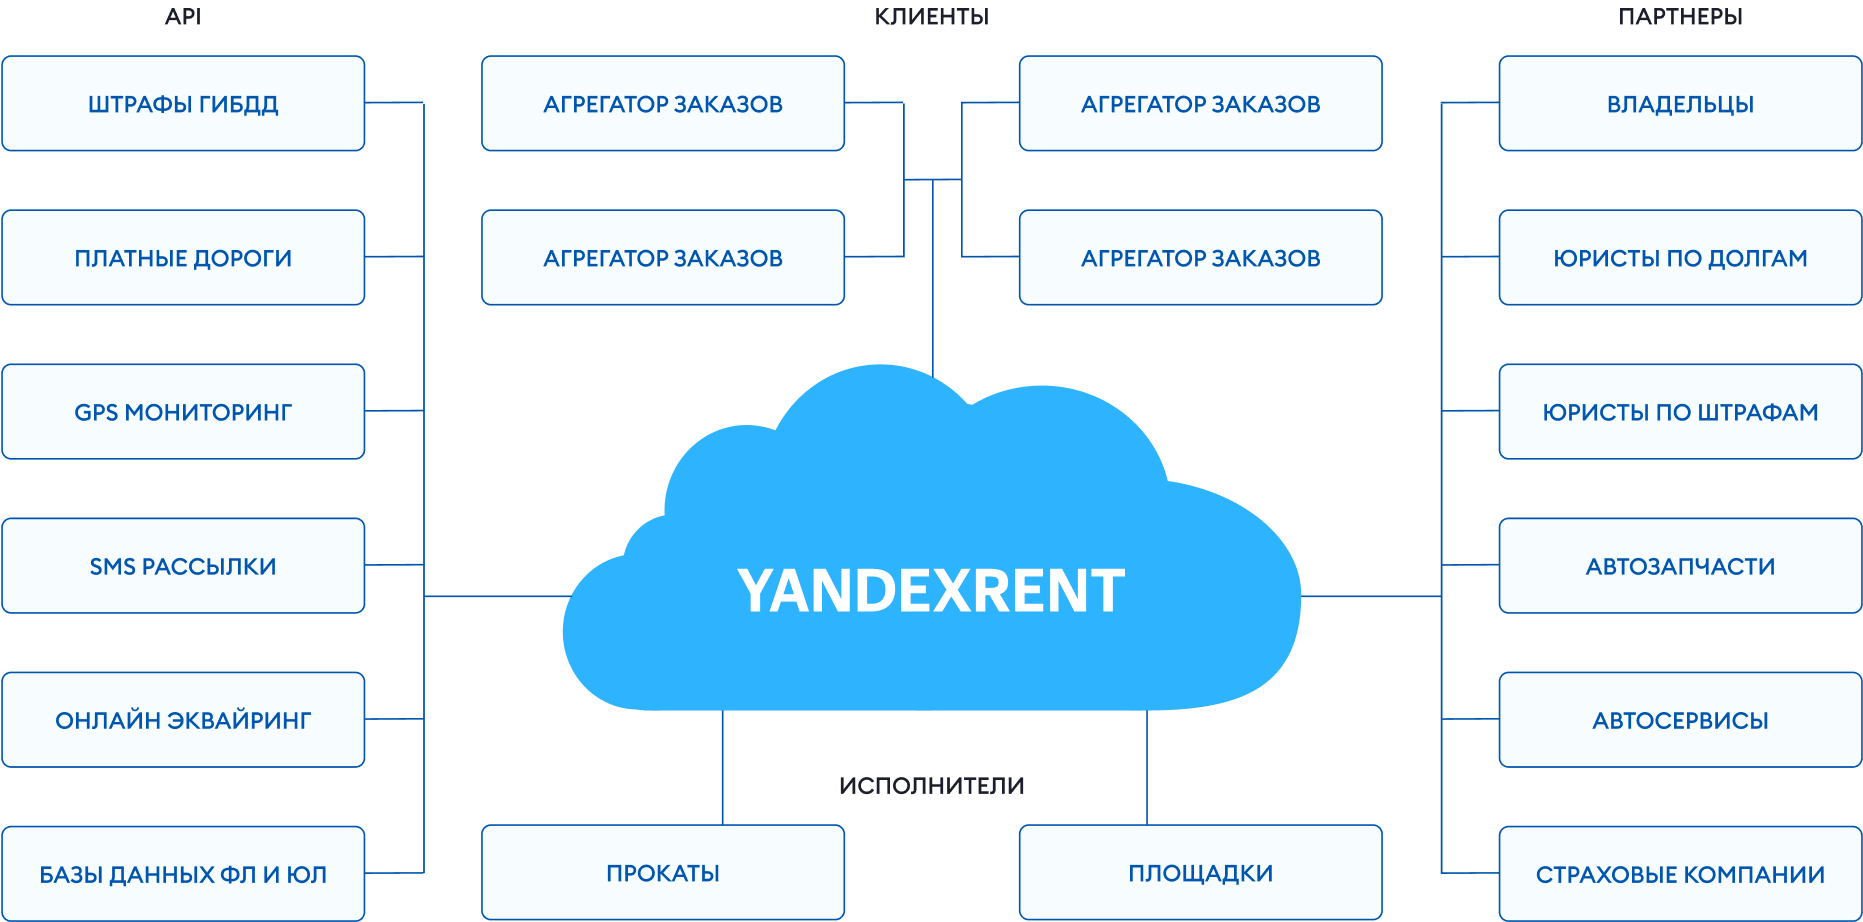 API
КЛИЕНТЫ
ПАРТНЕРЫ
ШТРАФЫ ГИБДД
АГРЕГАТОР ЗАКАЗОВ
АГРЕГАТОР ЗАКАЗОВ
ВЛАДЕЛЬЦЫ
ПЛАТНЫЕ ДОРОГИ
АГРЕГАТОР ЗАКАЗОВ
АГРЕГАТОР ЗАКАЗОВ
ЮРИСТЫ ПО ДОЛГАМ
GPS МОНИТОРИНГ
ЮРИСТЫ ПО ШТРАФАМ
SMS РАССЫЛКИ
YANDEXRENT
АВТОЗАПЧАСТИ
ОНЛАЙН ЭКВАЙРИНГ
АВТОСЕРВИСЫ
ИСПОЛНИТЕЛИ
БАЗЫ ДАННЫХ ФЛ И ЮЛ
ПРОКАТЫ
ПЛОЩАДКИ
СТРАХОВЫЕ КОМПАНИИ